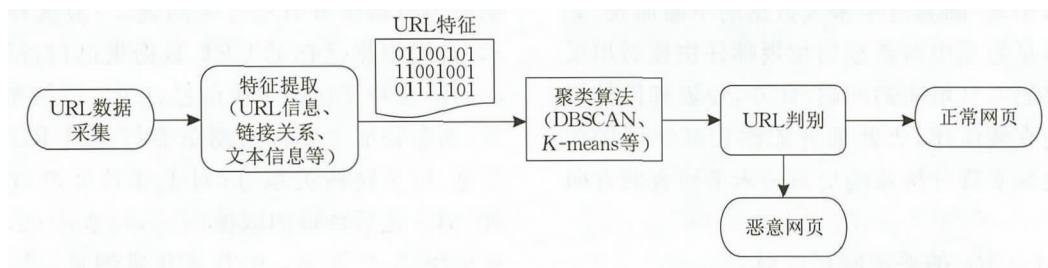 URL特征
01100101
11001001
01111101
URL数据
采集
特征提取
(URL信息、
链接关系、
文本信息等)
聚类算法
(DBSCAN、
K-means等)
URL判别
正常网页
恶意网页